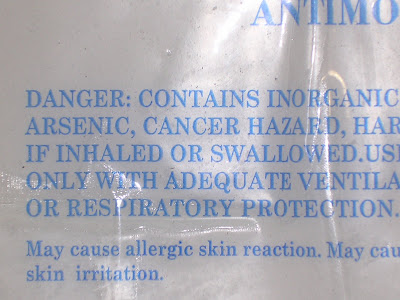 ANTIMO
DANGER: CONTAINS INORGANIC
ARSENIC, CANCER HAZARD, HAR
IF INHALED OR SWALLOWED.USE
ONLY WITH ADEQUATE VENTILA
OR RESPIRATORY PROTECTION.
May cause allergic skin reaction. May cau
skin irritation.